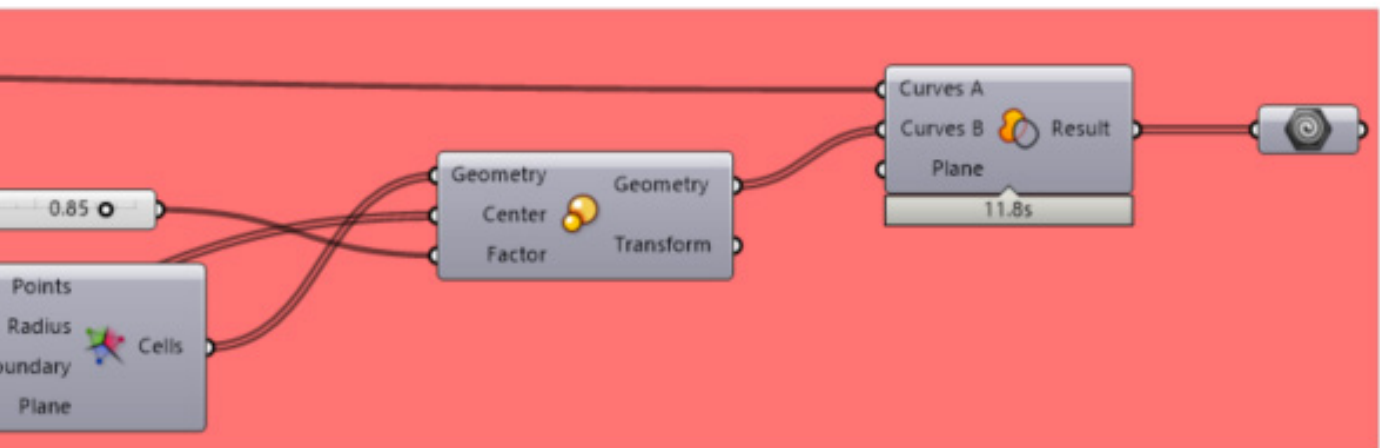 Curves A
Curves B
Result
Plane
11.8s
Geometry
Center
Factor
Geometry
Transform
0.85
Points
Radius
oundary
Plane
Cells